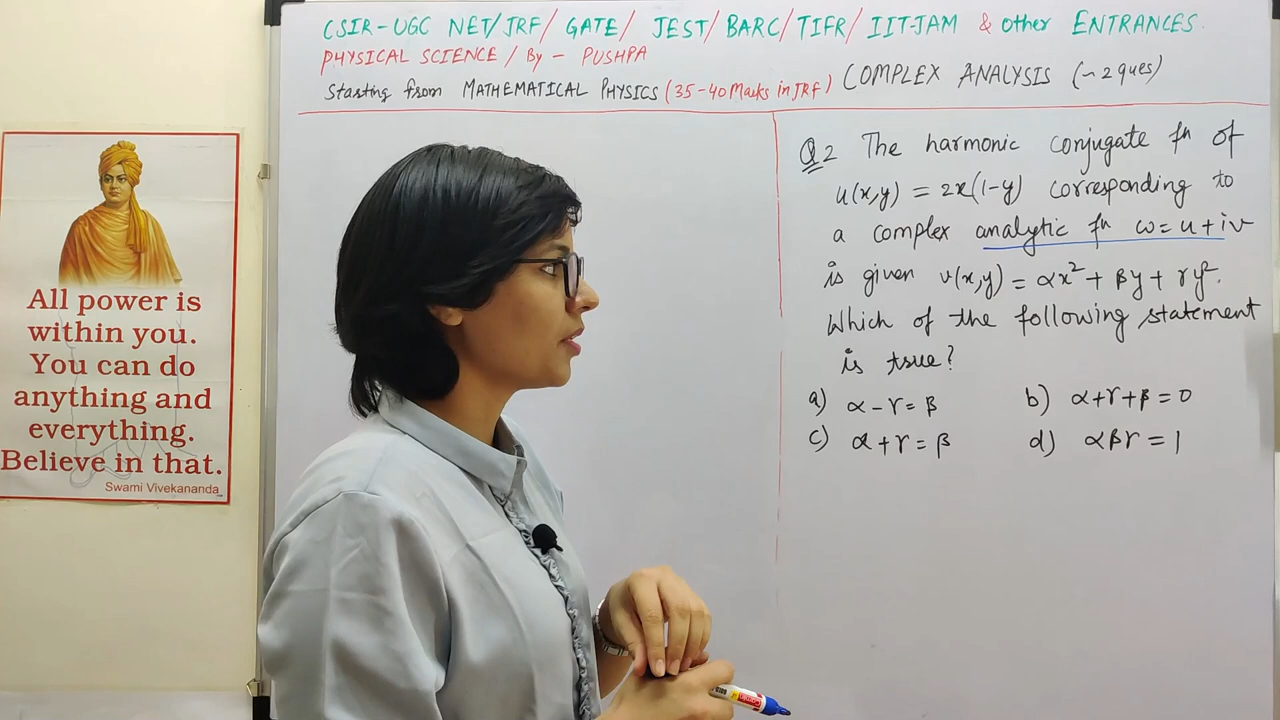 CSIR-UGC NET/JRF/ GATE/ JEST/ BARC/ TIFR/ IIT-JAM & other ENTRANCES.
PHYSICAL SCIENCE / By - PUSHPA
Starting from MATHEMATICAL PHYSICS (35-40 Marks in JRF) COMPLEX ANALYSIS (~2 ques)
All power is
within you.
You can do
anything and
everything.
Believe in that.
Swami Vivekananda
Q2 The harmonic conjugate fn of
u(x,y) = 2x(1-y) corresponding to
a complex analytic fn ω = u+iv
is given v(x,y) = αx² + βy + γy².
Which of the following statement
is true?
a) α - γ = β b) α+γ+β = 0
c) α + γ = β d) αβγ = 1